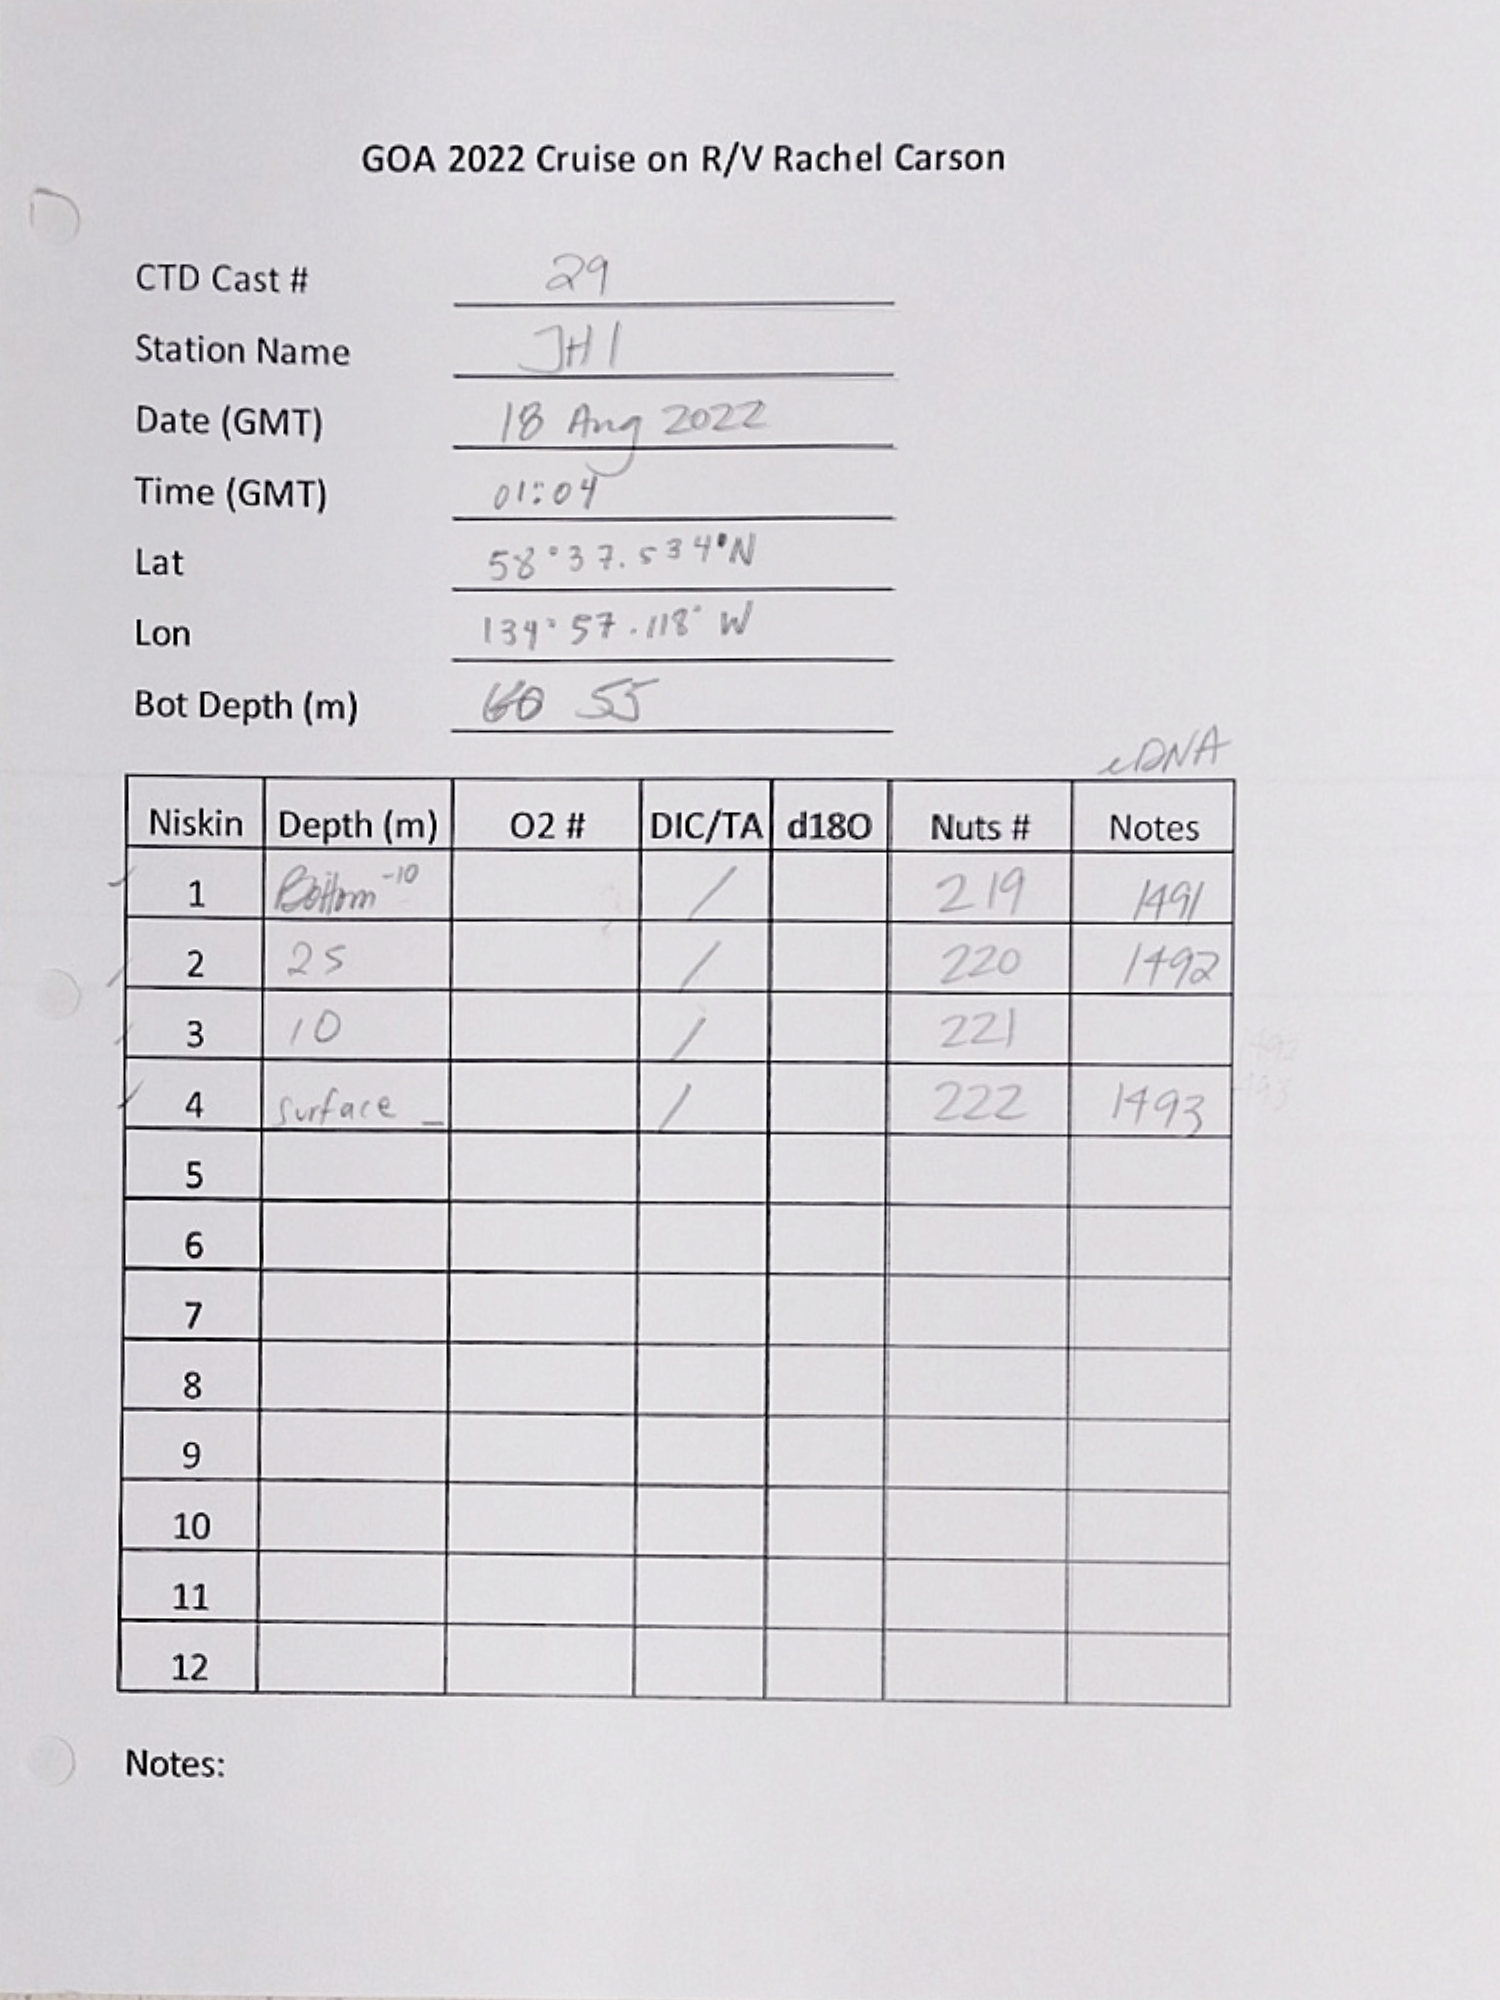 GOA 2022 Cruise on R/V Rachel Carson
CTD Cast # 29
Station Name JH1
Date (GMT) 18 Aug 2022
Time (GMT) 01:04
Lat 58°37.534°N
Lon 134°57.118° W
Bot Depth (m) 55
eDNA
Niskin Depth (m) O2 # DIC/TA d18O Nuts # Notes
1 Bottom -10 / 219 1491
2 25 / 220 1492
3 10 / 221
4 surface / 222 1493
5
6
7
8
9
10
11
12
Notes: